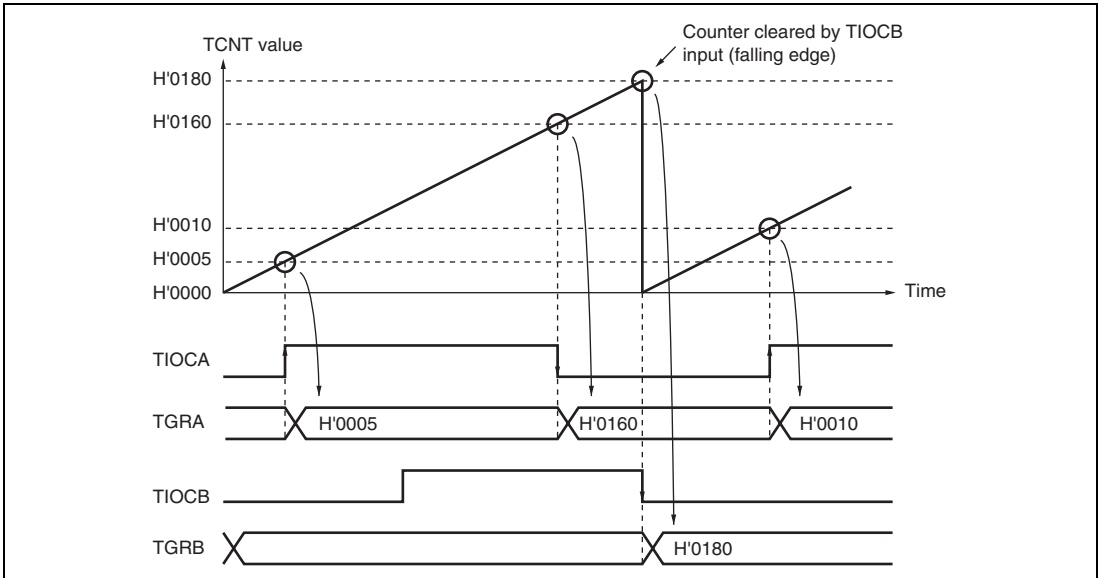 Counter cleared by TIOCB
input (falling edge)
TCNT value
H'0180
H'0160
H'0010
H'0005
H'0000
Time
TIOCA
TGRA
H'0005
H'0160
H'0010
TIOCB
TGRB
H'0180